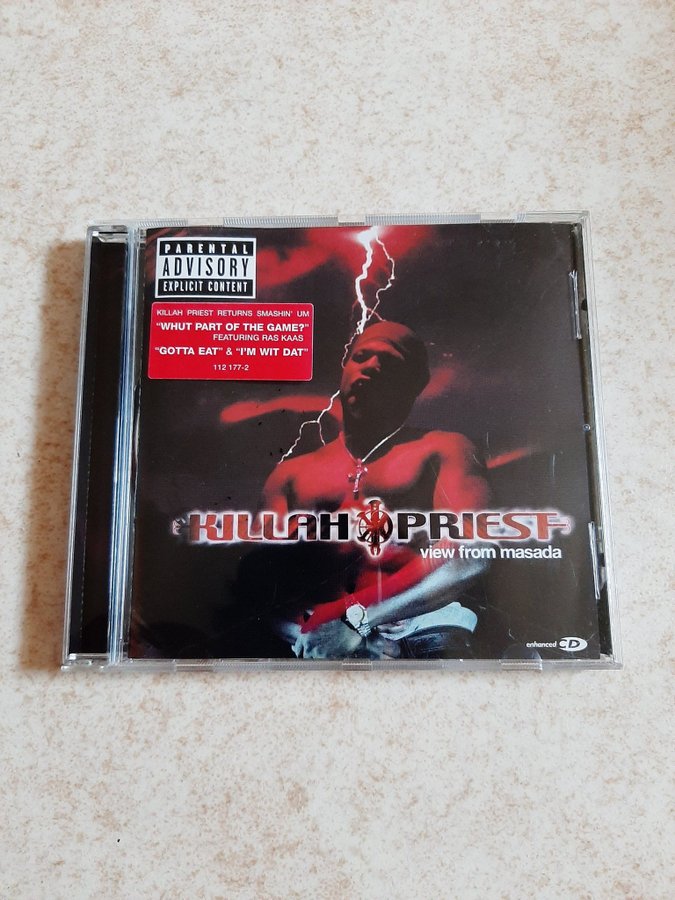 PARENTAL
ADVISORY
EXPLICIT CONTENT
KILLAH PRIEST RETURNS SMASHIN' UM
"WHUT PART OF THE GAME?"
FEATURING RAS KAAS
"GOTTA EAT" & "I'M WIT DAT"
112 177-2
KILLAH PRIEST
view from masada
enhanced CD